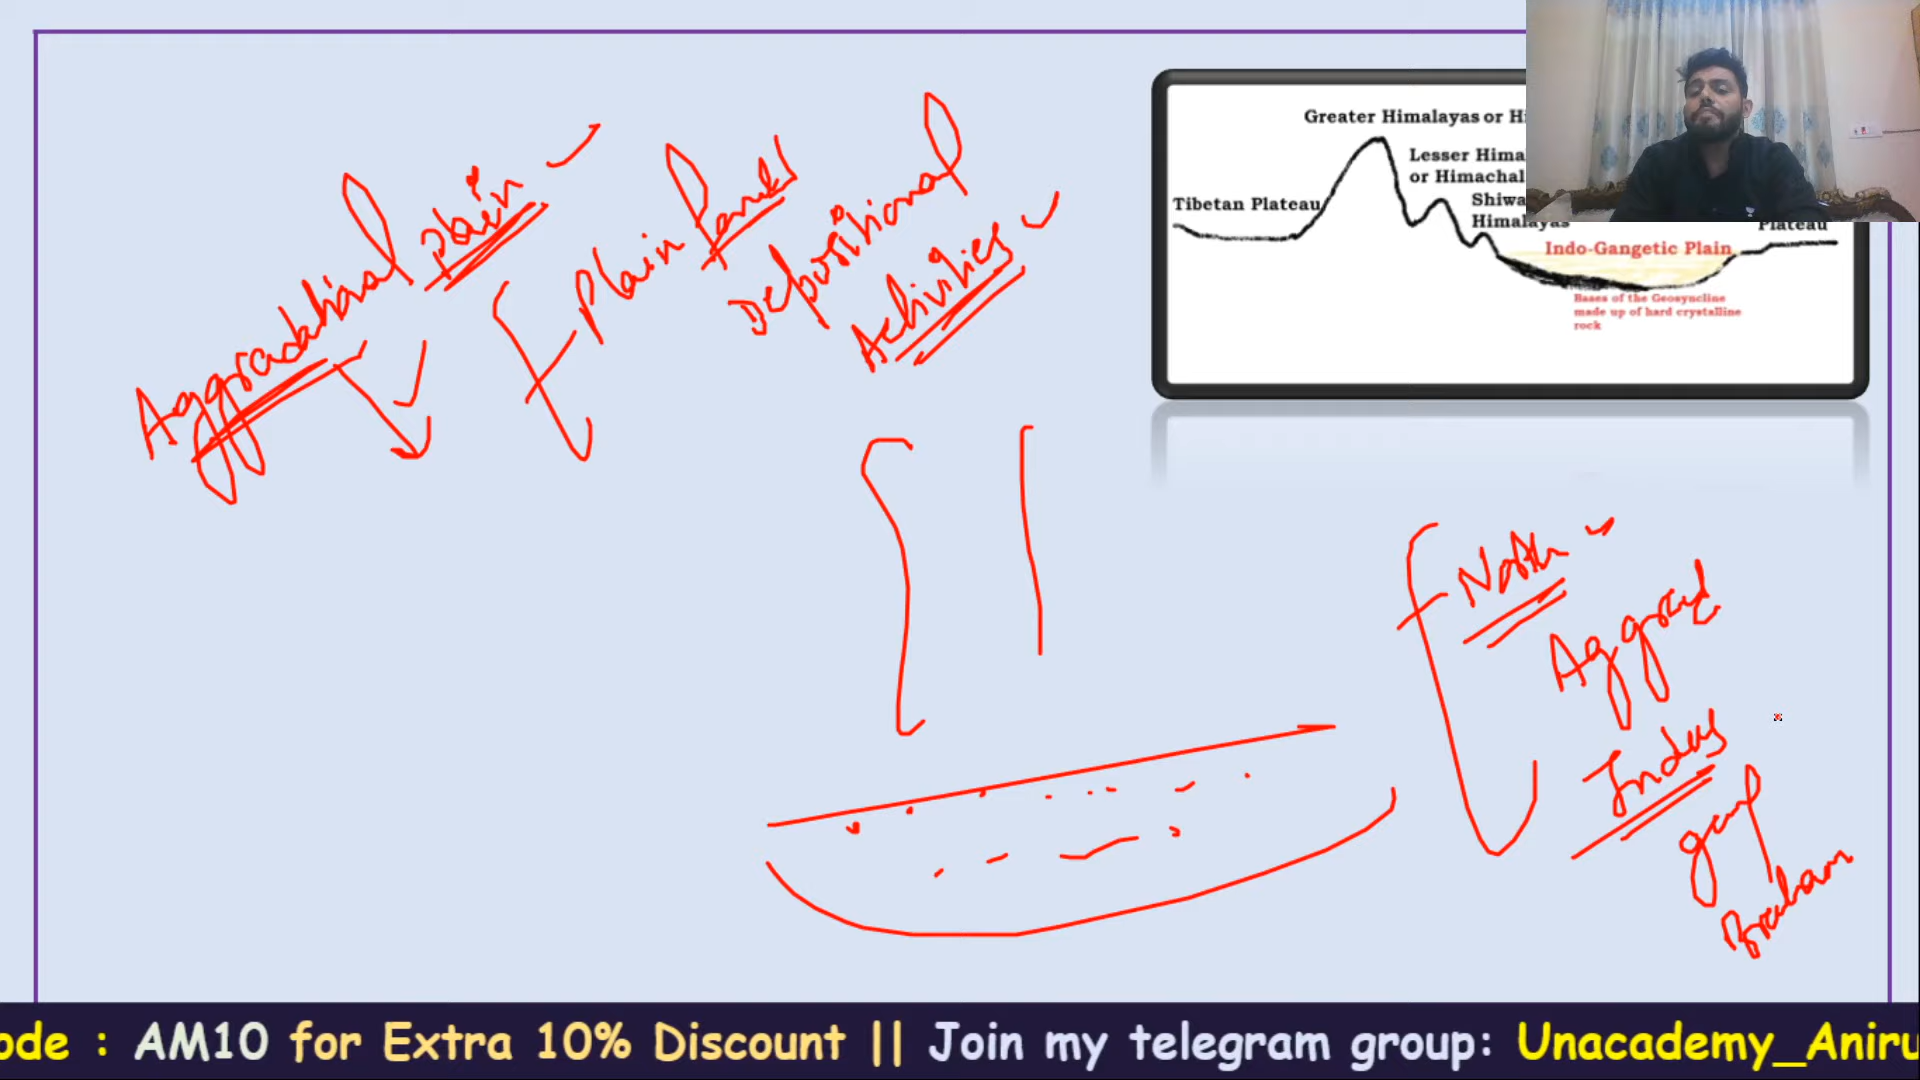 Aggradational plain
plain lands
Depositional
Activities
Greater Himalayas or Hi
Lesser Hima
or Himachal
Shiwa
Himalayas
Tibetan Plateau
Plateau
Indo-Gangetic Plain
Bases of the Geosyncline
made up of hard crystalline
rock
North
Aggrad
Indus
Braham
ode : AM10 for Extra 10% Discount || Join my telegram group: Unacademy_Aniru